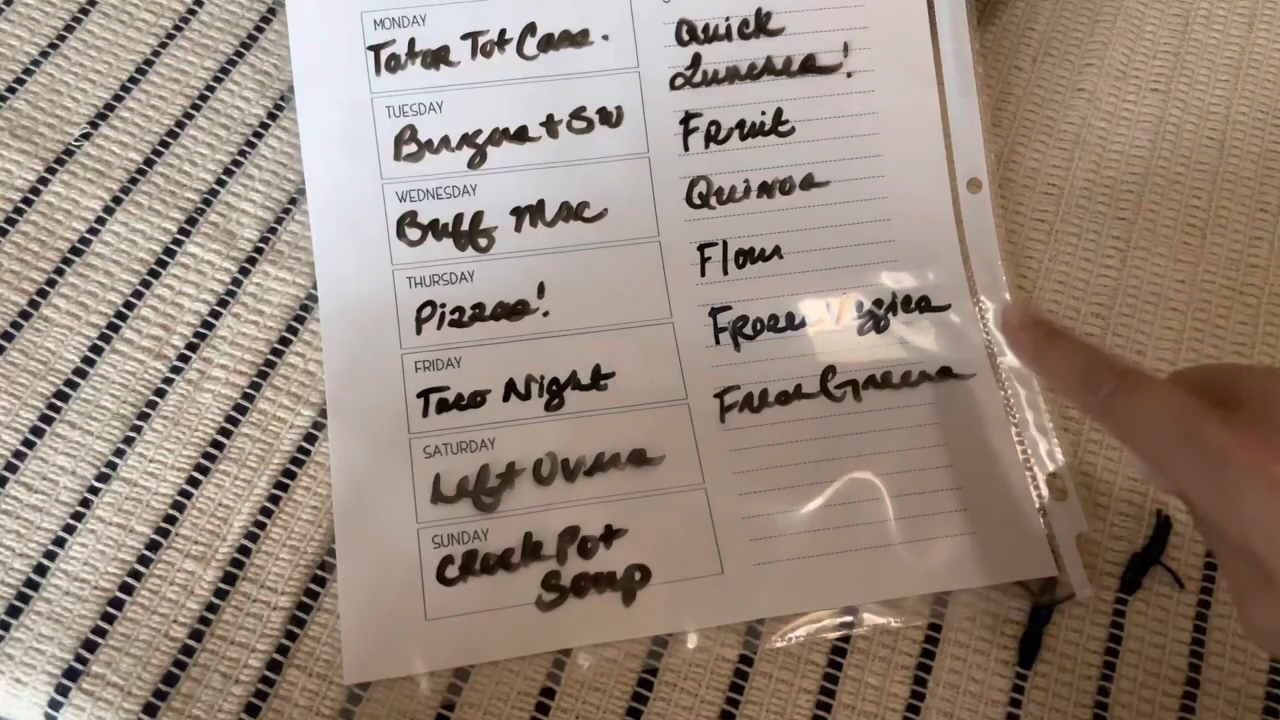 MONDAY
Tator Tot Cass.
TUESDAY
Burgers + SW
WEDNESDAY
Buff Mac
THURSDAY
Pizzas!
FRIDAY
Taco Night
SATURDAY
Left Overs
SUNDAY
Crock Pot
Soup
Quick
Lunches!
Fruit
Quinoa
Flour
Frozen Veggies
Fresh Greens